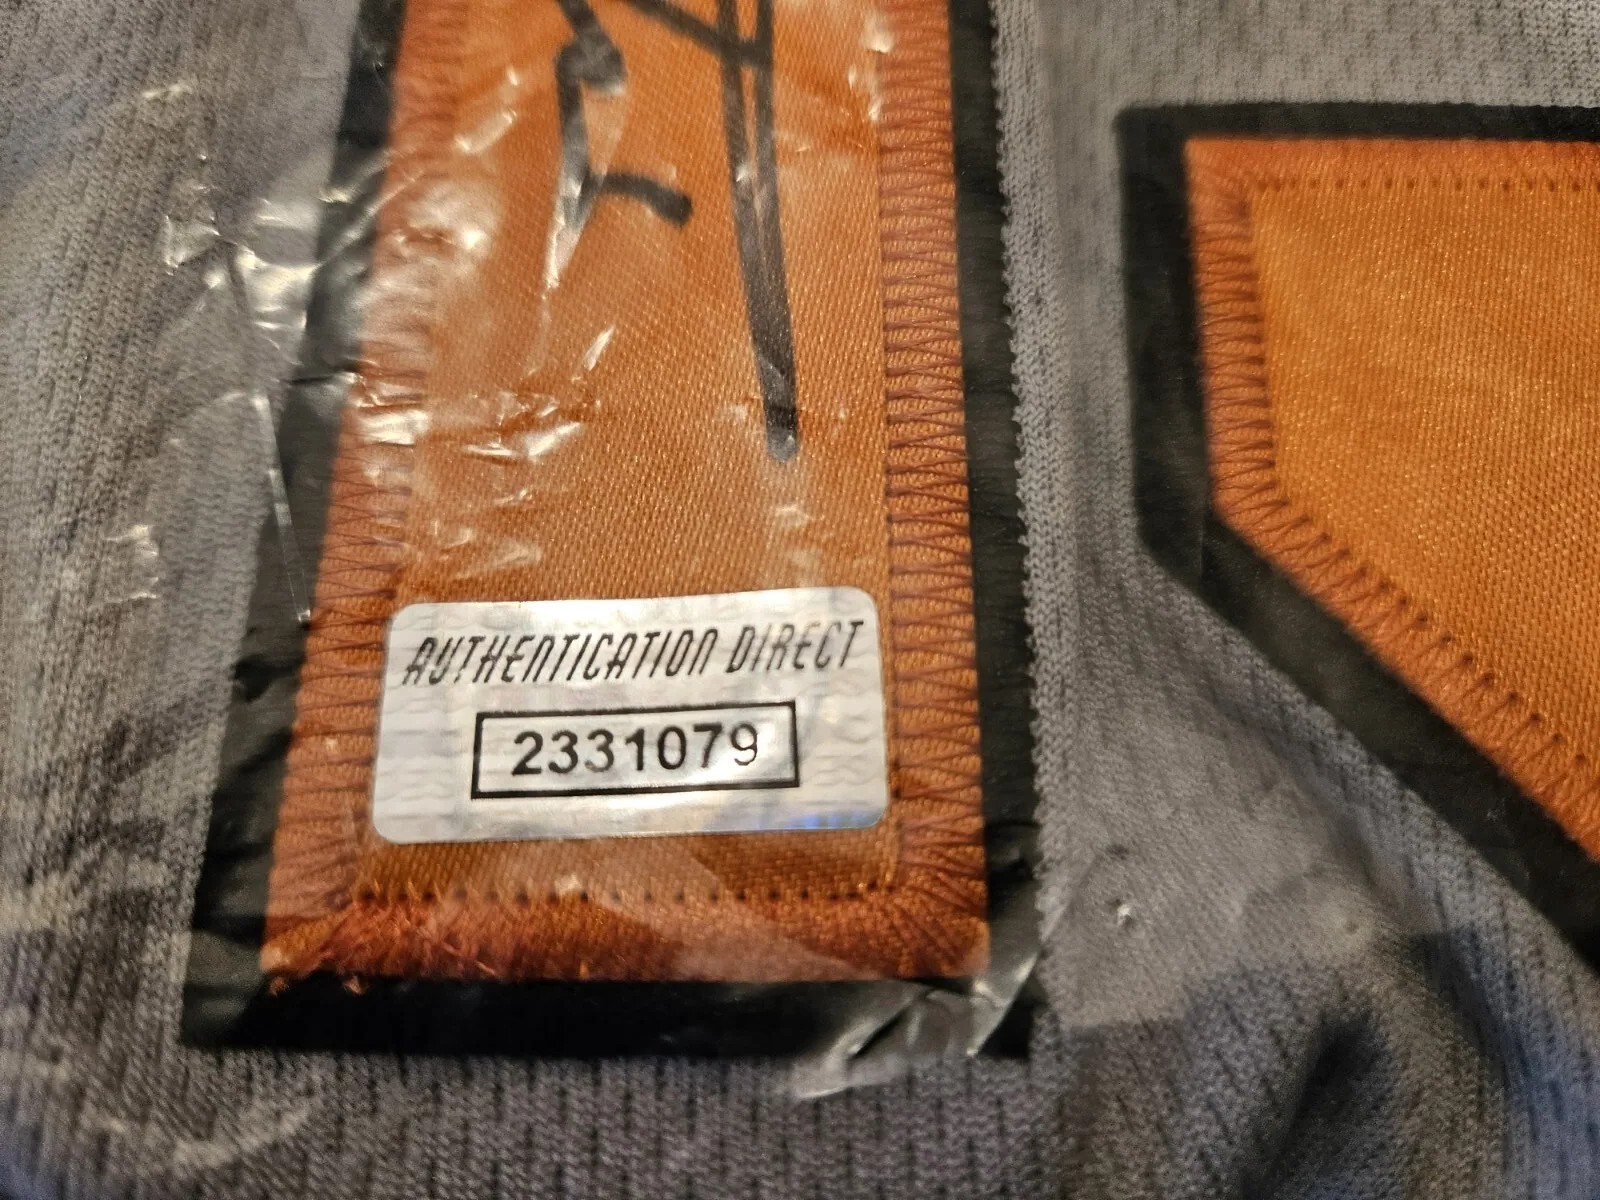 AUTHENTICATION DIRECT
2331079